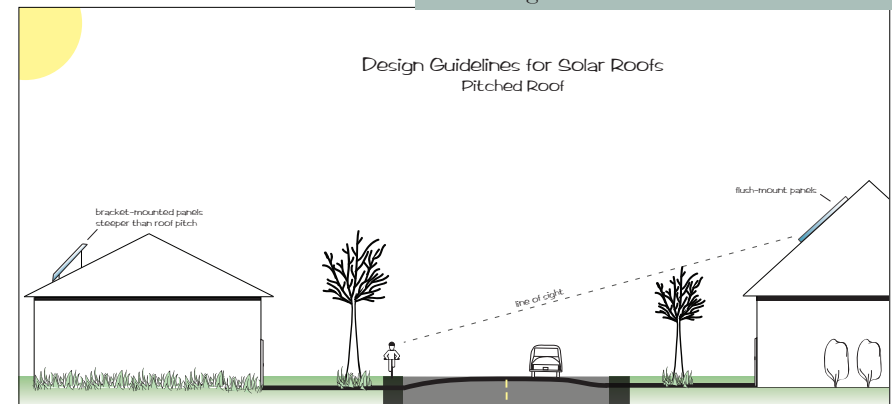 Design Guidelines for Solar Roofs
Pitched Roof
flush-mount panels
bracket-mounted panels
steeper than roof pitch
line of sight